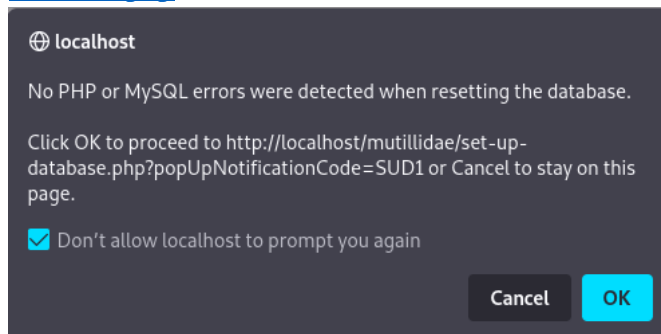 localhost
No PHP or MySQL errors were detected when resetting the database.
Click OK to proceed to http://localhost/mutillidae/set-up-
database.php?popUpNotificationCode=SUD1 or Cancel to stay on this
page.
Don't allow localhost to prompt you again
Cancel
OK